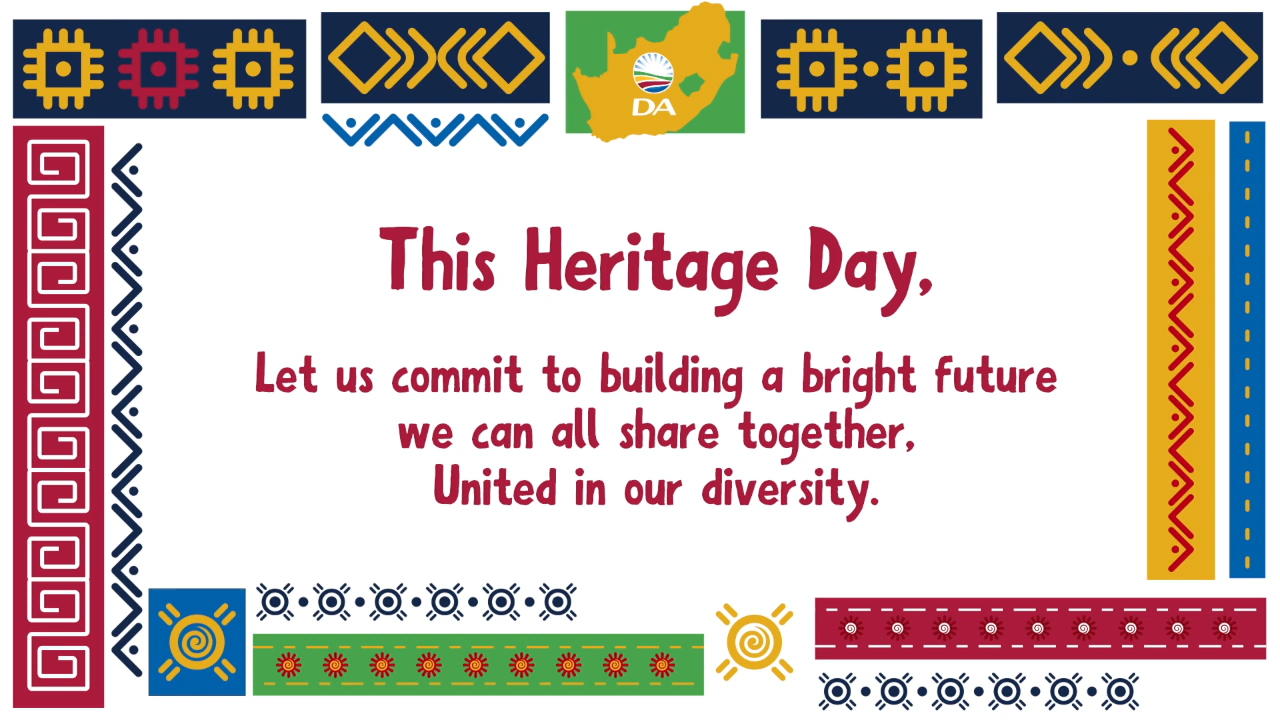 DA
This Heritage Day,
Let us commit to building a bright future
we can all share together,
United in our diversity.